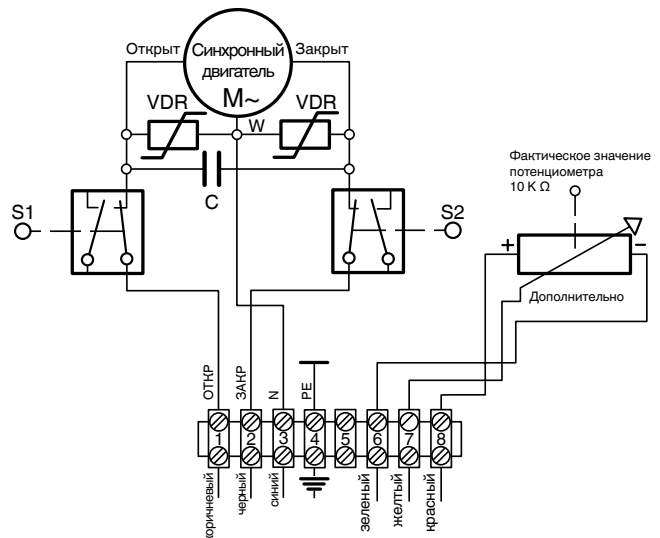 Открыт
Синхронный
двигатель
M~
Закрыт
VDR
W
VDR
C
S1
S2
Фактическое значение
потенциометра
10 K Ω
+
–
Дополнительно
ОТКР
ЗАКР
N
PE
1
2
3
4
5
6
7
8
коричневый
черный
синий
зеленый
желтый
красный